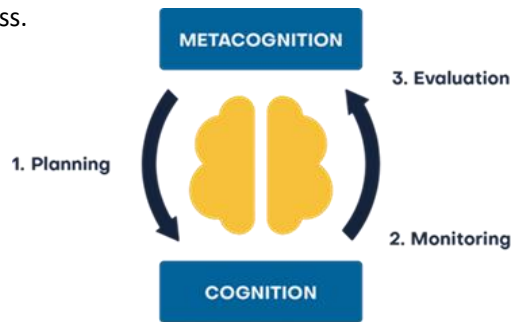 ss.
METACOGNITION
3. Evaluation
1. Planning
2. Monitoring
COGNITION